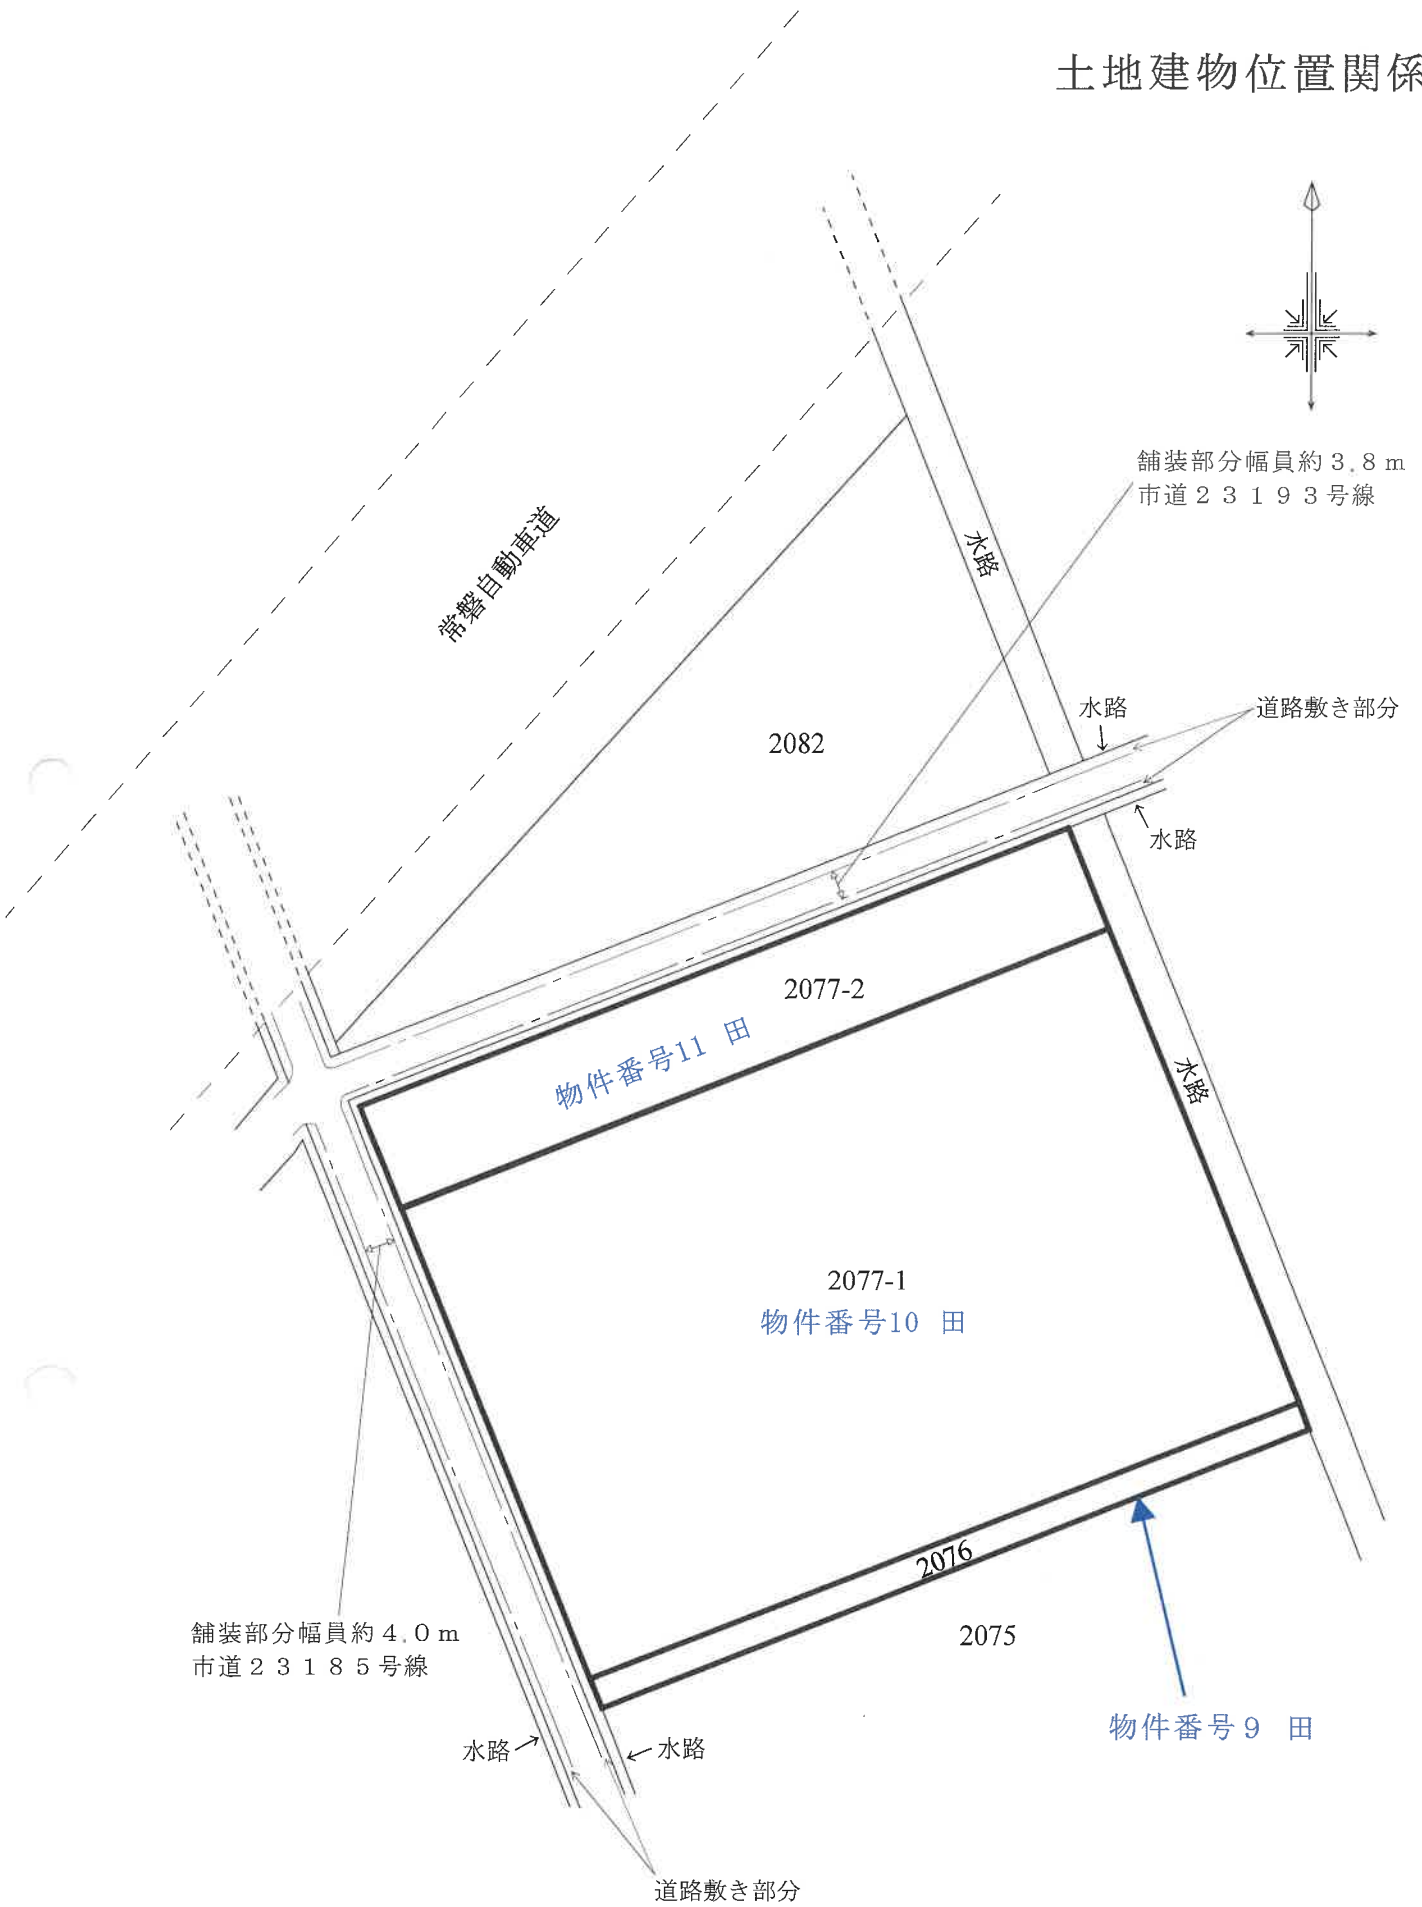 土地建物位置関係
舗装部分幅員約3.8m
市道23193号線
常磐自動車道
水路
水路
道路敷き部分
2082
水路
2077-2
物件番号11 田
水路
2077-1
物件番号10 田
2076
2075
舗装部分幅員約4.0m
市道23185号線
物件番号9 田
水路
水路
道路敷き部分